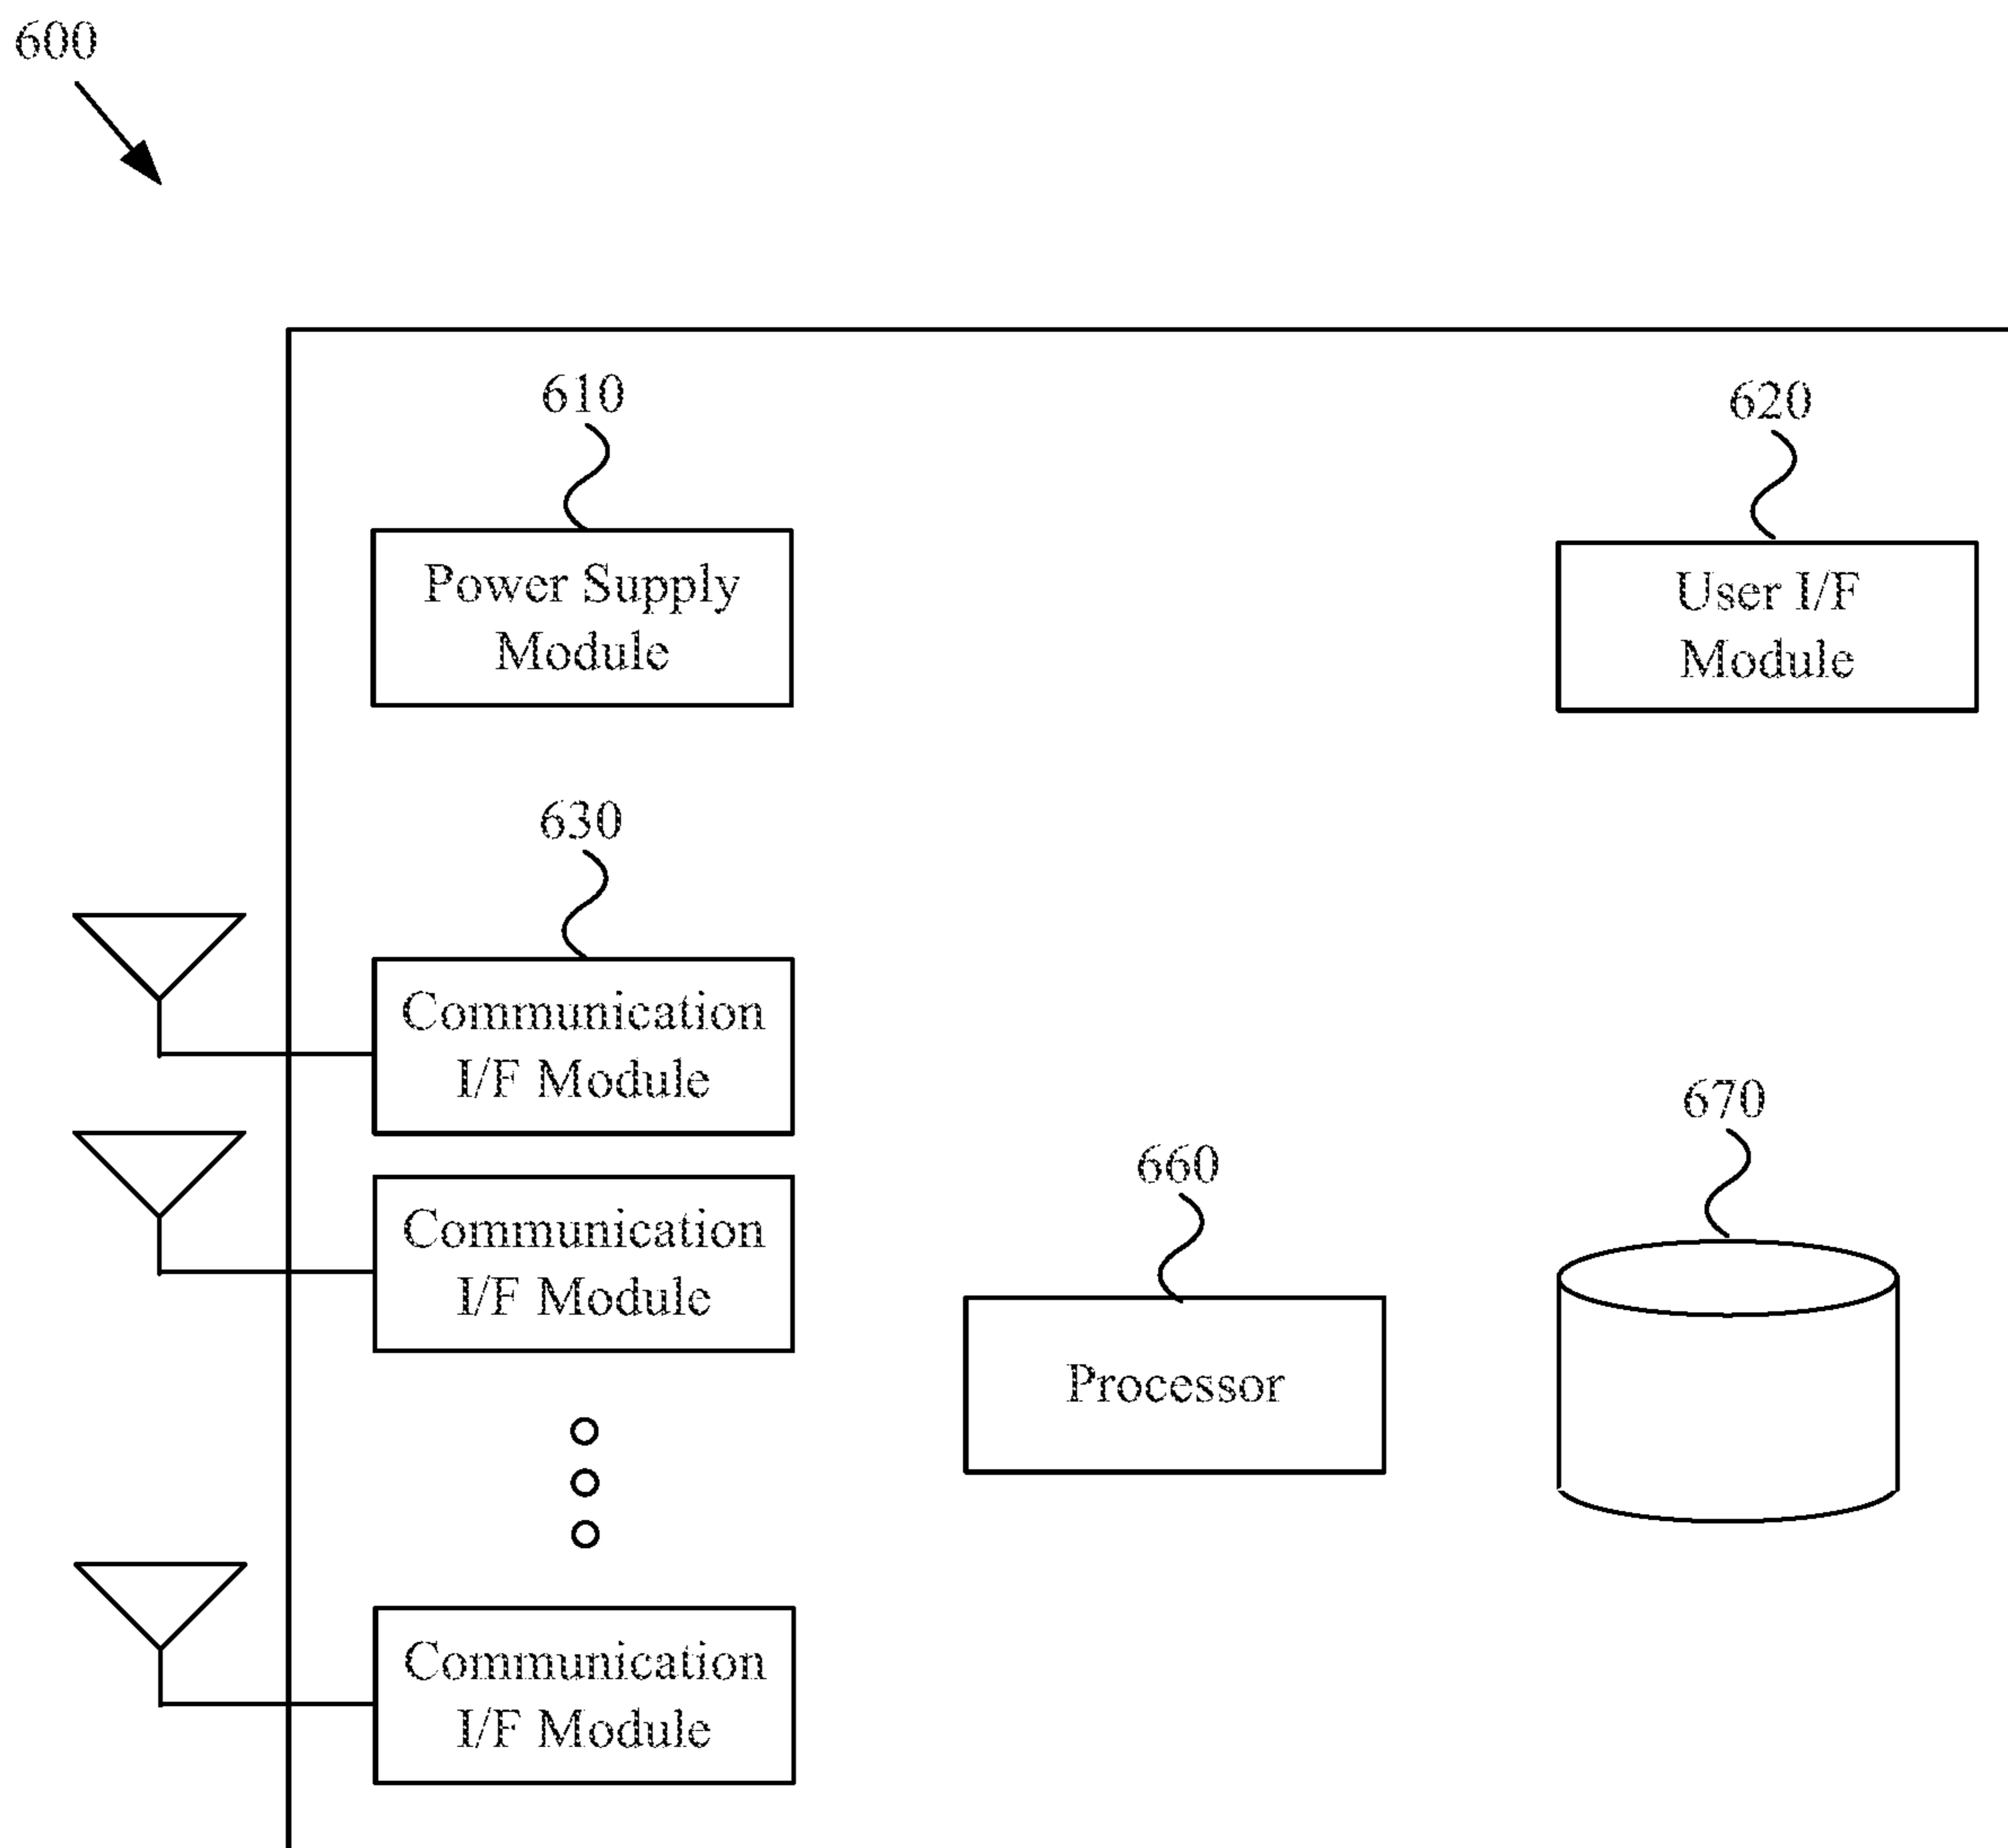 600
610
620
Power Supply
Module
User I/F
Module
630
Communication
I/F Module
670
660
Communication
I/F Module
Processor
Communication
I/F Module